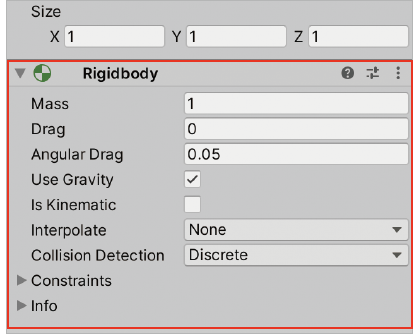 Size
X 1 Y 1 Z 1
Rigidbody
Mass 1
Drag 0
Angular Drag 0.05
Use Gravity
Is Kinematic
Interpolate None
Collision Detection Discrete
Constraints
Info